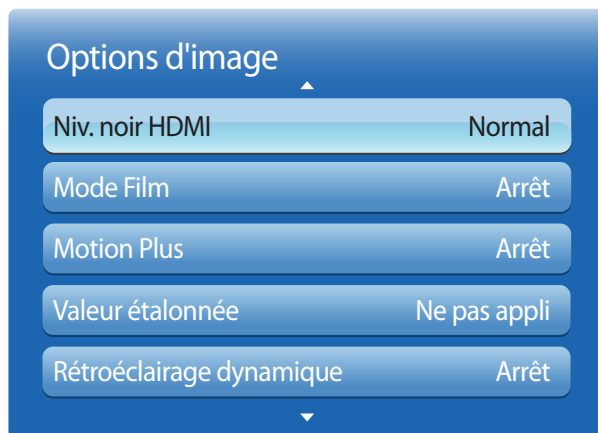 Options d'image
Niv. noir HDMI Normal
Mode Film Arrêt
Motion Plus Arrêt
Valeur étalonnée Ne pas appli
Rétroéclairage dynamique Arrêt